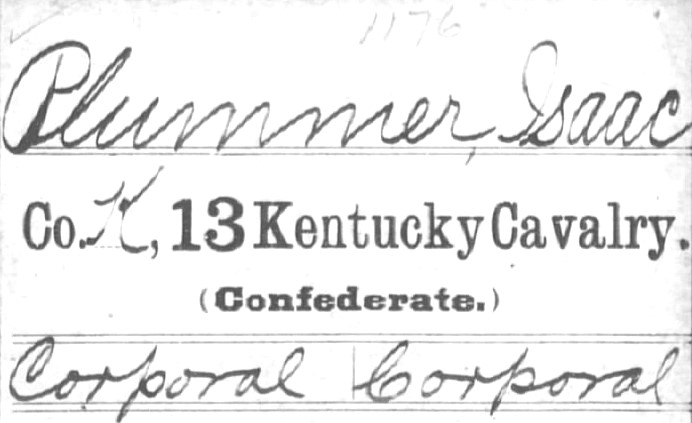 1176
Plummer, Isaac
Co. K, 13 Kentucky Cavalry.
(Confederate.)
Corporal | Corporal